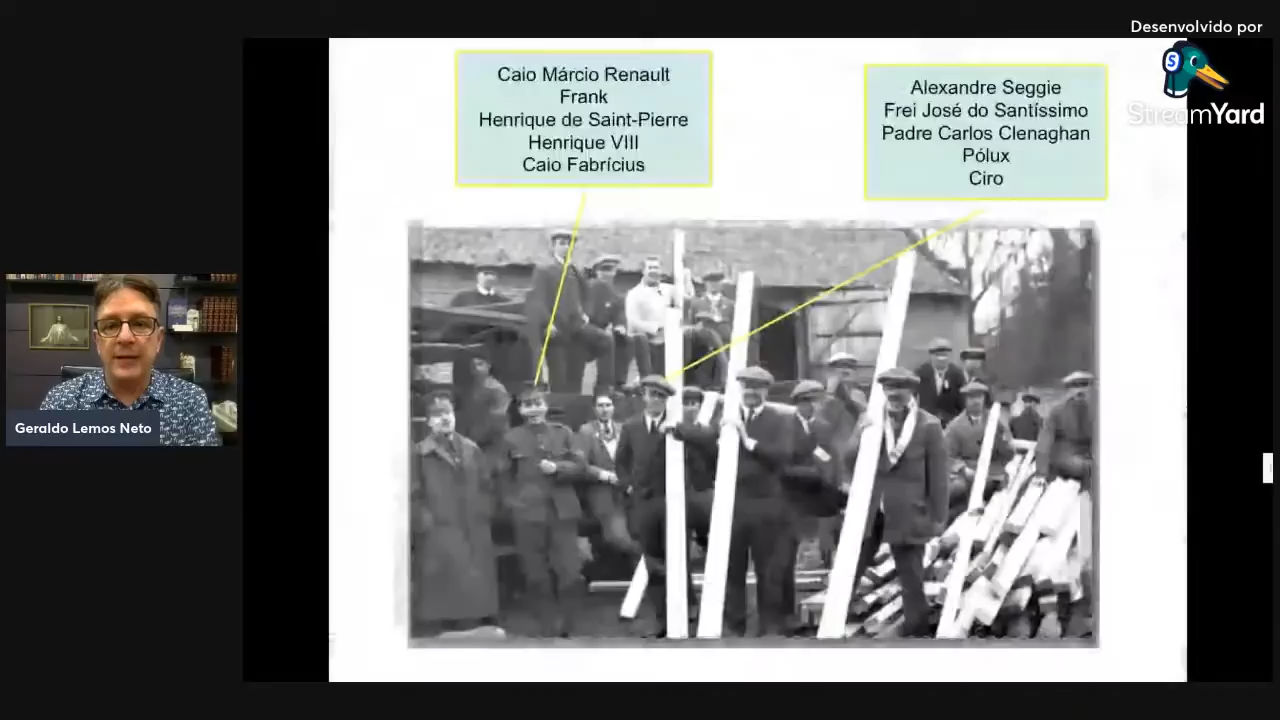 Desenvolvido por
S
StreamYard
Caio Márcio Renault
Frank
Henrique de Saint-Pierre
Henrique VIII
Caio Fabrícius
Alexandre Seggie
Frei José do Santíssimo
Padre Carlos Clenaghan
Pólux
Ciro
Geraldo Lemos Neto